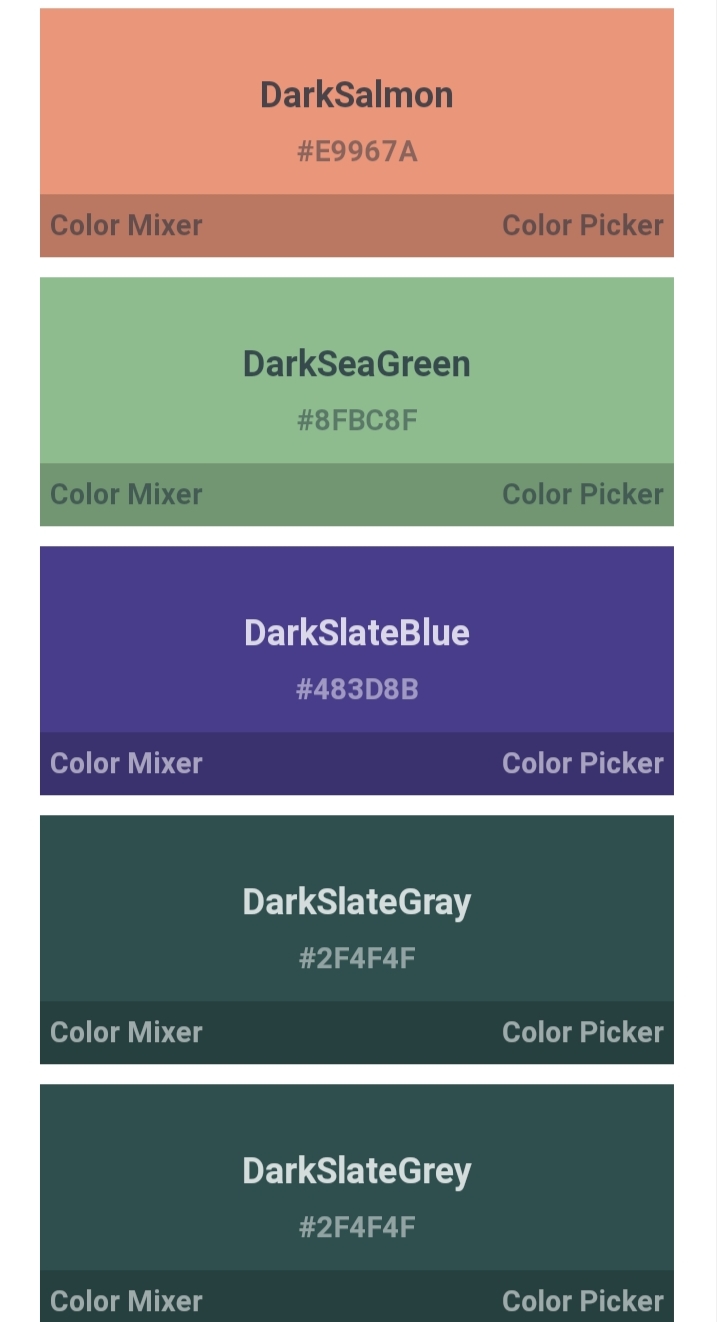 DarkSalmon
#E9967A
Color Mixer Color Picker
DarkSeaGreen
#8FBC8F
Color Mixer Color Picker
DarkSlateBlue
#483D8B
Color Mixer Color Picker
DarkSlateGray
#2F4F4F
Color Mixer Color Picker
DarkSlateGrey
#2F4F4F
Color Mixer Color Picker